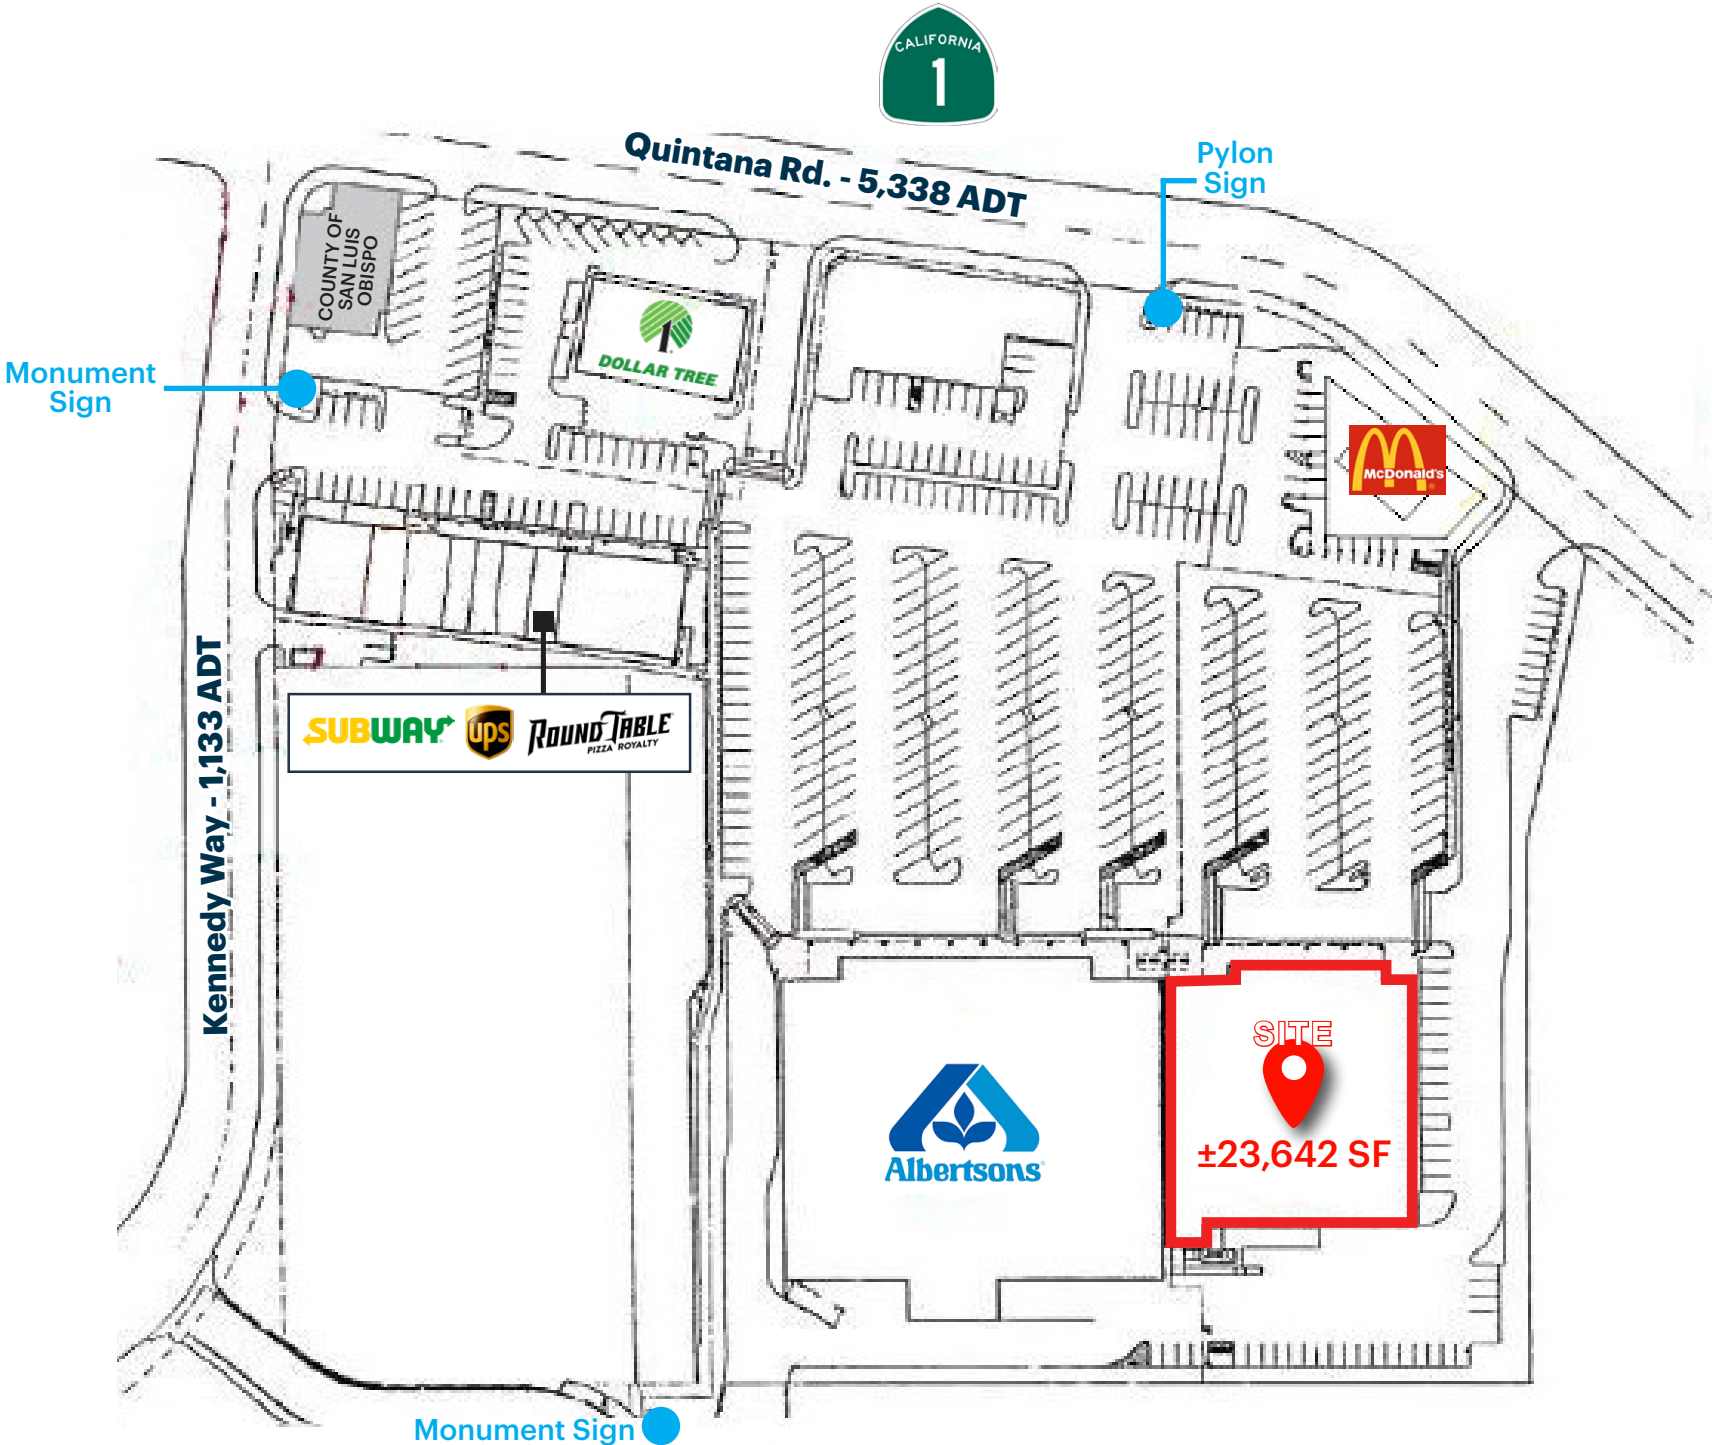 CALIFORNIA
1
Quintana Rd. - 5,338 ADT
Pylon
Sign
COUNTY OF
SAN LUIS
OBISPO
1
DOLLAR TREE
Monument
Sign
McDonald's
Kennedy Way - 1,133 ADT
SUBWAY
ups
ROUND TABLE
PIZZA ROYALTY
SITE
±23,642 SF
Albertsons
Monument Sign